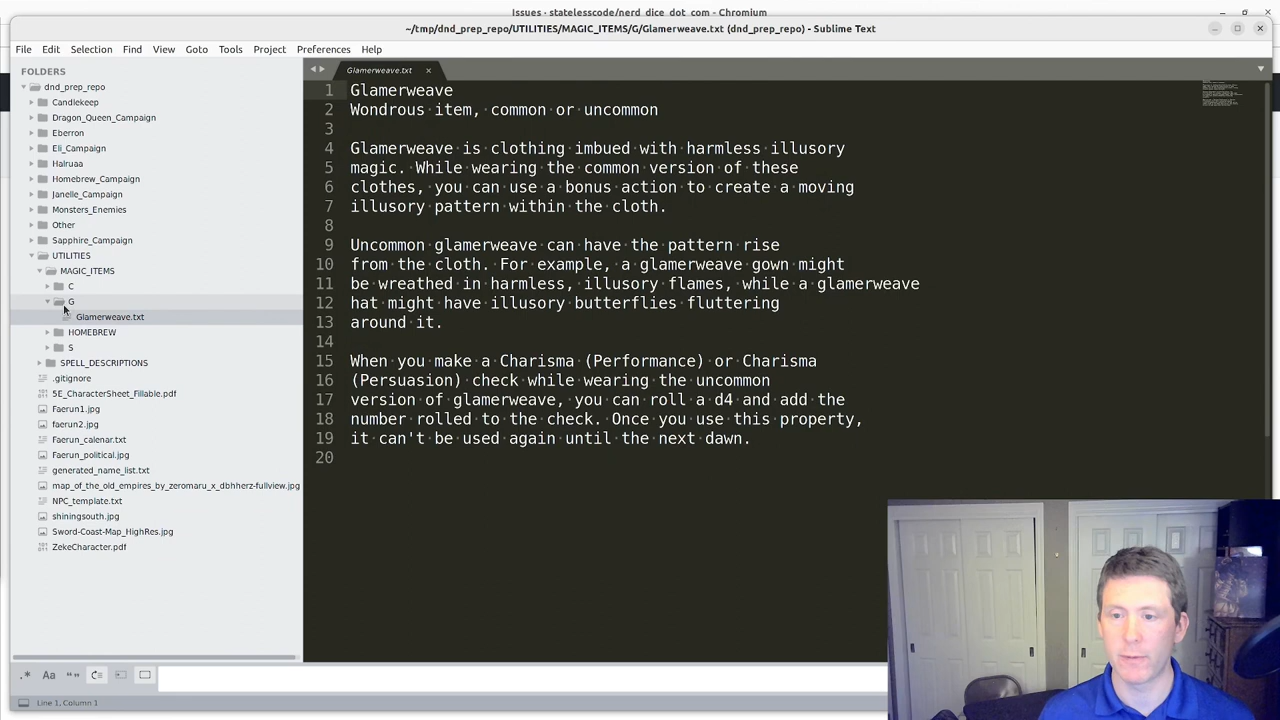 Issues - statelesscode/nerd_dice_dot_com - Chromium
~/tmp/dnd_prep_repo/UTILITIES/MAGIC_ITEMS/G/Glamerweave.txt (dnd_prep_repo) - Sublime Text
File Edit Selection Find View Goto Tools Project Preferences Help
FOLDERS
dnd_prep_repo
Candlekeep
Dragon_Queen_Campaign
Eberron
Eli_Campaign
Halruaa
Homebrew_Campaign
Janelle_Campaign
Monsters_Enemies
Other
Sapphire_Campaign
UTILITIES
MAGIC_ITEMS
C
G
Glamerweave.txt
HOMEBREW
S
SPELL_DESCRIPTIONS
.gitignore
5E_CharacterSheet_Fillable.pdf
Faerun1.jpg
faerun2.jpg
Faerun_calenar.txt
Faerun_political.jpg
generated_name_list.txt
map_of_the_old_empires_by_zeromaru_x_dbhherz-fullview.jpg
NPC_template.txt
shiningsouth.jpg
Sword-Coast-Map_HighRes.jpg
ZekeCharacter.pdf
Glamerweave.txt
1 Glamerweave
2 Wondrous item, common or uncommon
3
4 Glamerweave is clothing imbued with harmless illusory
5 magic. While wearing the common version of these
6 clothes, you can use a bonus action to create a moving
7 illusory pattern within the cloth.
8
9 Uncommon glamerweave can have the pattern rise
10 from the cloth. For example, a glamerweave gown might
11 be wreathed in harmless, illusory flames, while a glamerweave
12 hat might have illusory butterflies fluttering
13 around it.
14
15 When you make a Charisma (Performance) or Charisma
16 (Persuasion) check while wearing the uncommon
17 version of glamerweave, you can roll a d4 and add the
18 number rolled to the check. Once you use this property,
19 it can't be used again until the next dawn.
20
.* Aa
Line 1, Column 1